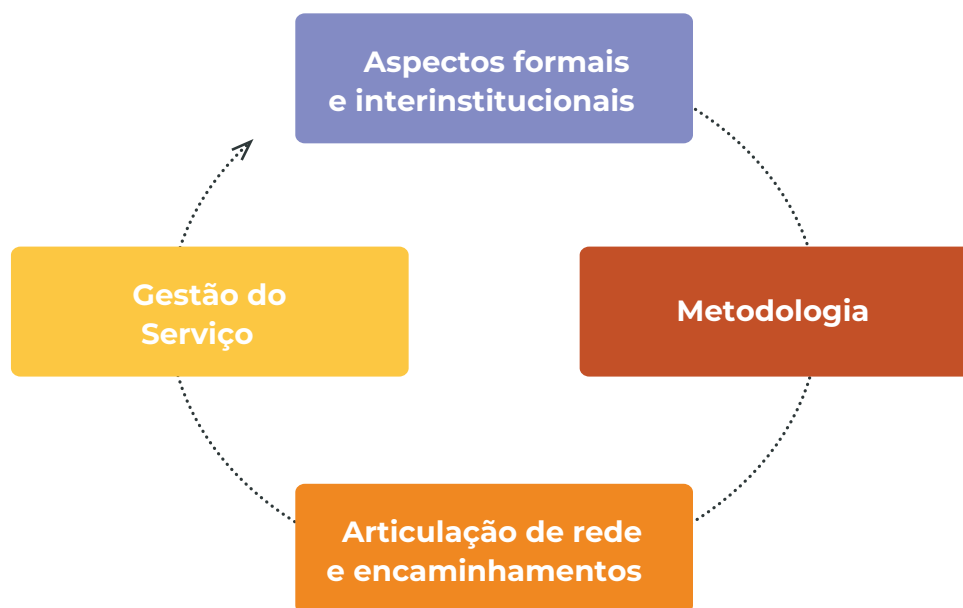 Aspectos formais
e interinstitucionais
Metodologia
Articulação de rede
e encaminhamentos
Gestão do
Serviço